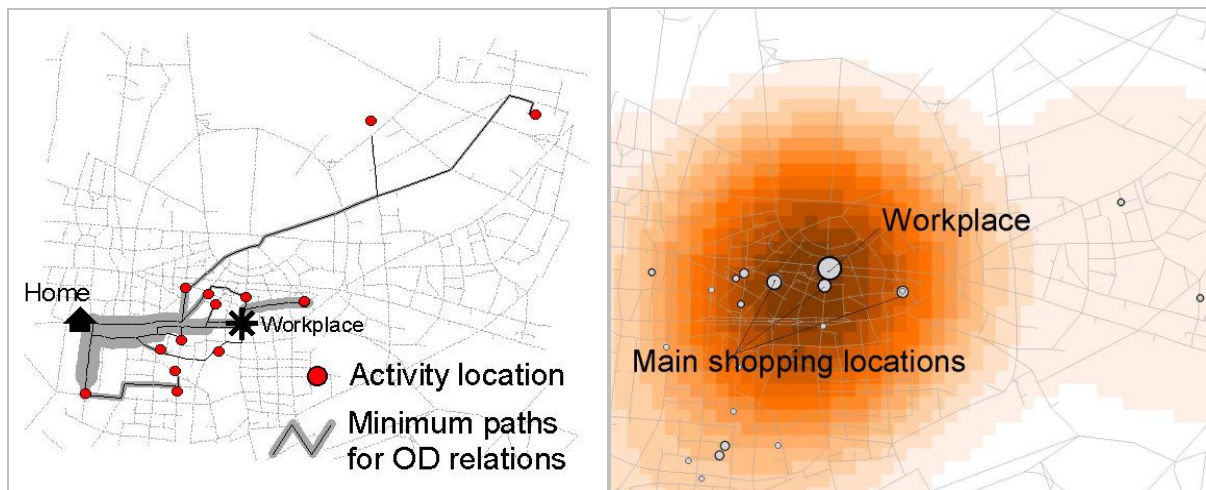 Home
Workplace
Activity location
Minimum paths
for OD relations
Workplace
Main shopping locations